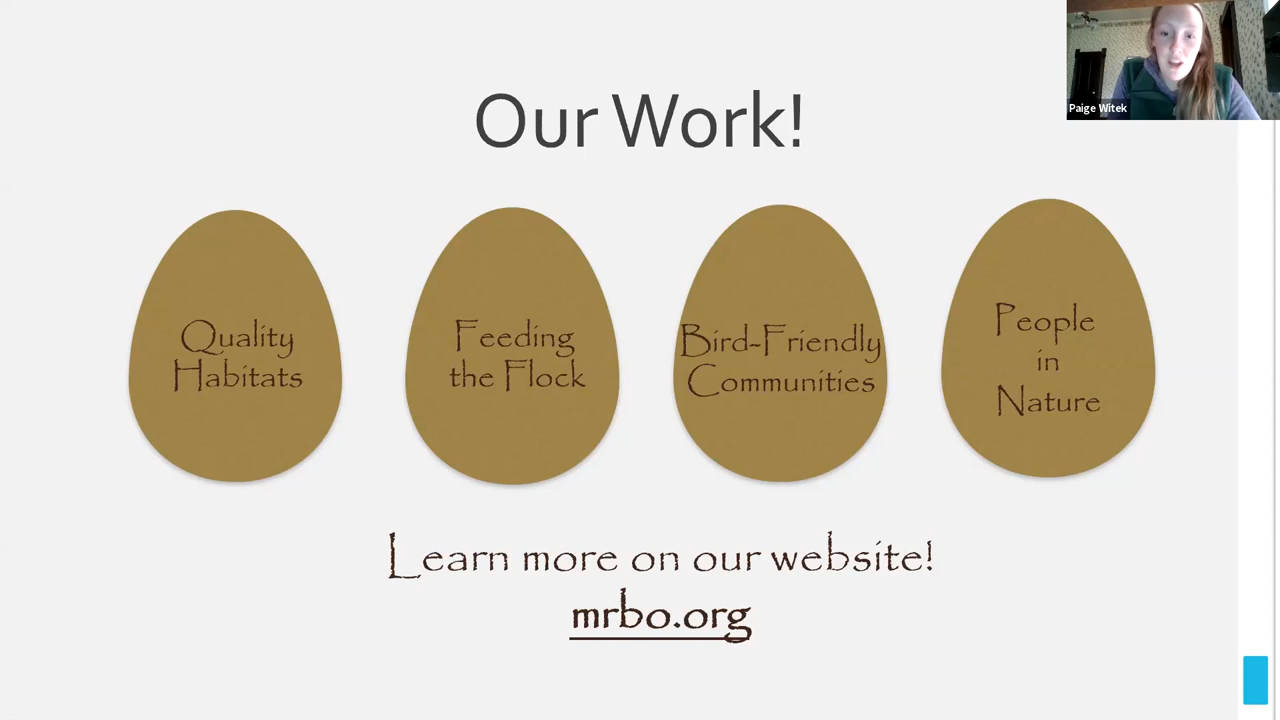 Paige Witek
Our Work!
Quality
Habitats
Feeding
the Flock
Bird-Friendly
Communities
People
in
Nature
Learn more on our website!
mrbo.org